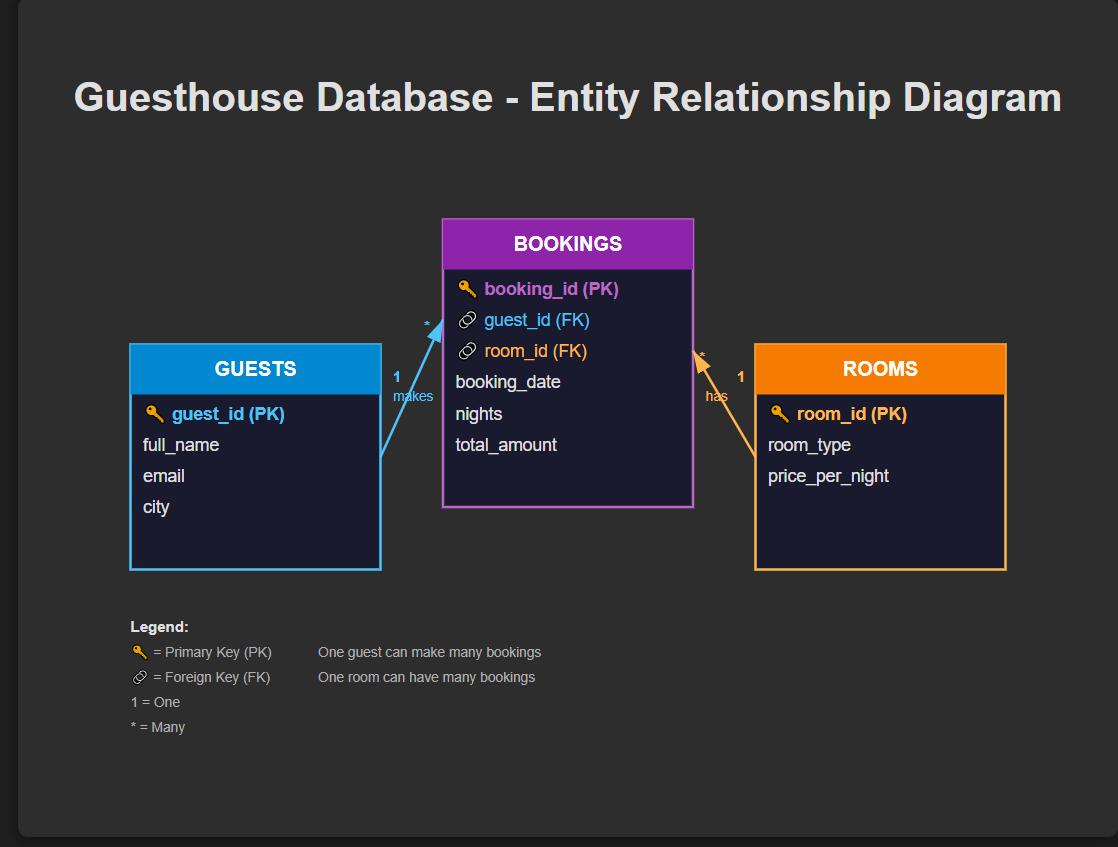 Guesthouse Database - Entity Relationship Diagram
BOOKINGS
booking_id (PK)
guest_id (FK)
room_id (FK)
booking_date
nights
total_amount
GUESTS
guest_id (PK)
full_name
email
city
1
makes
*
*
has
1
ROOMS
room_id (PK)
room_type
price_per_night
Legend:
= Primary Key (PK)
One guest can make many bookings
= Foreign Key (FK)
One room can have many bookings
1 = One
* = Many